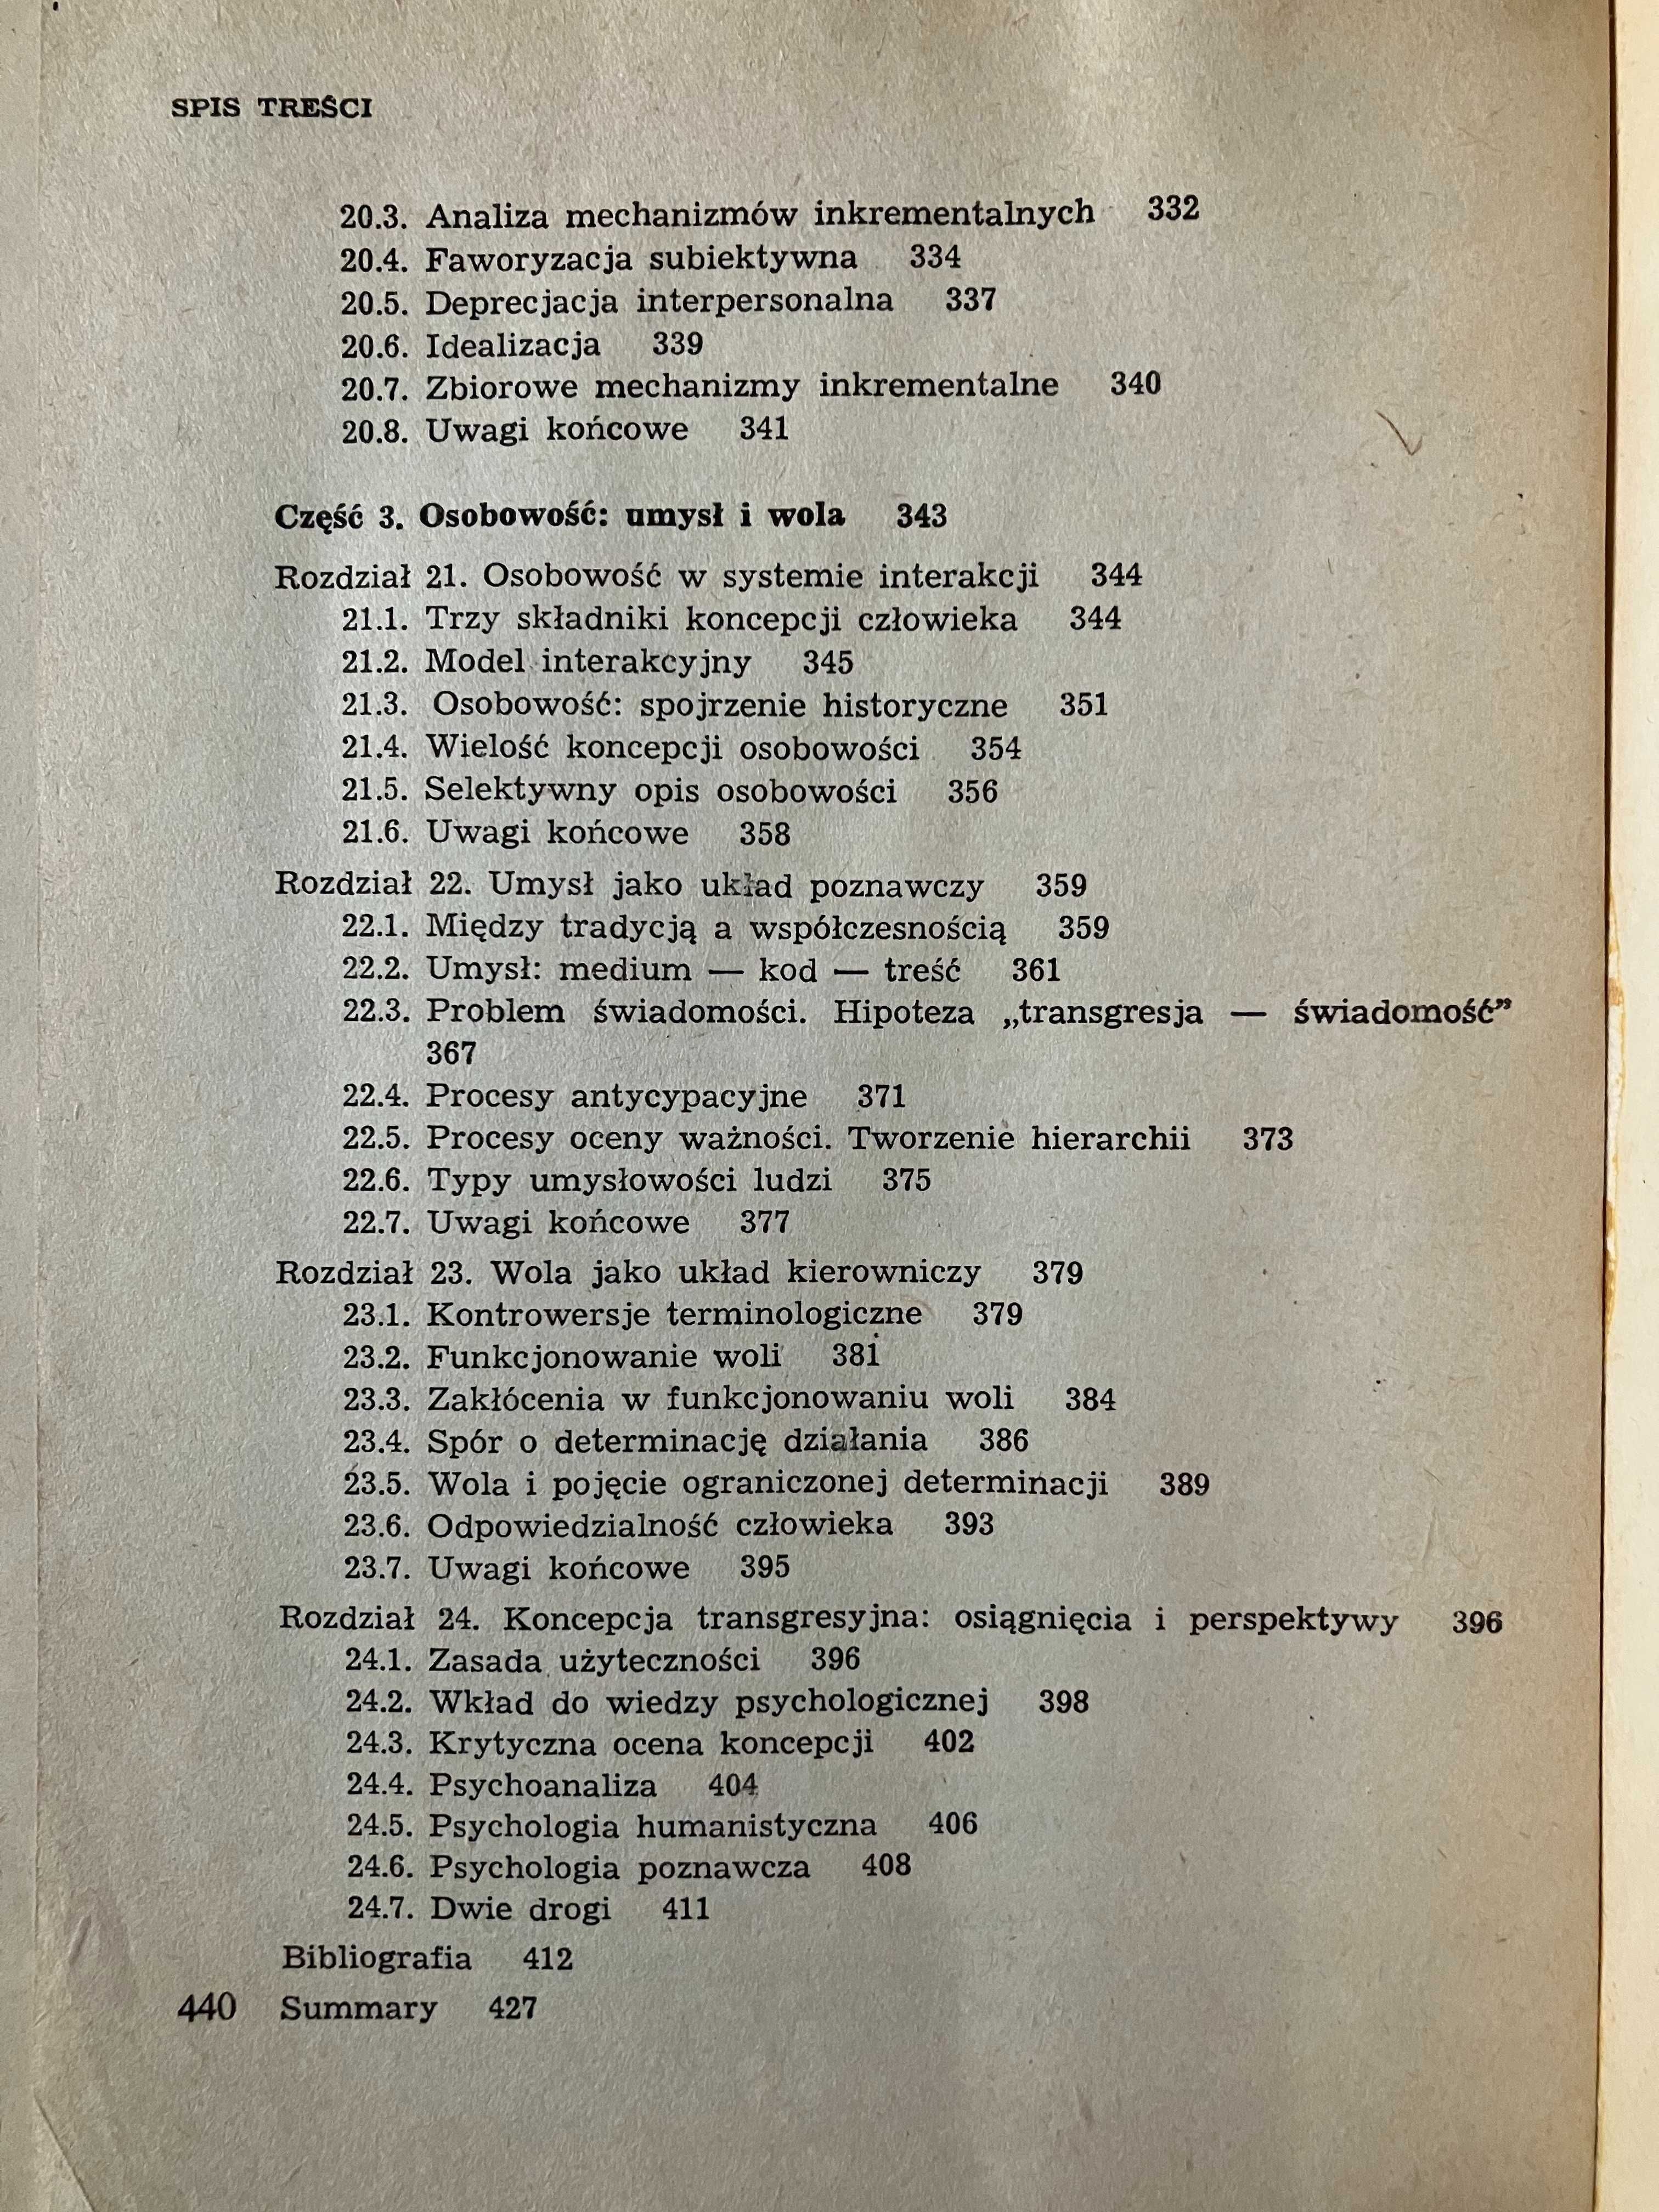 SPIS TREŚCI
20.3. Analiza mechanizmów inkrementalnych 332
20.4. Faworyzacja subiektywna 334
20.5. Deprecjacja interpersonalna 337
20.6. Idealizacja 339
20.7. Zbiorowe mechanizmy inkrementalne 340
20.8. Uwagi końcowe 341
Część 3. Osobowość: umysł i wola 343
Rozdział 21. Osobowość w systemie interakcji 344
21.1. Trzy składniki koncepcji człowieka 344
21.2. Model interakcyjny 345
21.3. Osobowość: spojrzenie historyczne 351
21.4. Wielość koncepcji osobowości 354
21.5. Selektywny opis osobowości 356
21.6. Uwagi końcowe 358
Rozdział 22. Umysł jako układ poznawczy 359
22.1. Między tradycją a współczesnością 359
22.2. Umysł: medium — kod — treść 361
22.3. Problem świadomości. Hipoteza „transgresja — świadomość”
367
22.4. Procesy antycypacyjne 371
22.5. Procesy oceny ważności. Tworzenie hierarchii 373
22.6. Typy umysłowości ludzi 375
22.7. Uwagi końcowe 377
Rozdział 23. Wola jako układ kierowniczy 379
23.1. Kontrowersje terminologiczne 379
23.2. Funkcjonowanie woli 381
23.3. Zakłócenia w funkcjonowaniu woli 384
23.4. Spór o determinację działania 386
23.5. Wola i pojęcie ograniczonej determinacji 389
23.6. Odpowiedzialność człowieka 393
23.7. Uwagi końcowe 395
Rozdział 24. Koncepcja transgresyjna: osiągnięcia i perspektywy 396
24.1. Zasada użyteczności 396
24.2. Wkład do wiedzy psychologicznej 398
24.3. Krytyczna ocena koncepcji 402
24.4. Psychoanaliza 404
24.5. Psychologia humanistyczna 406
24.6. Psychologia poznawcza 408
24.7. Dwie drogi 411
Bibliografia 412
440 Summary 427